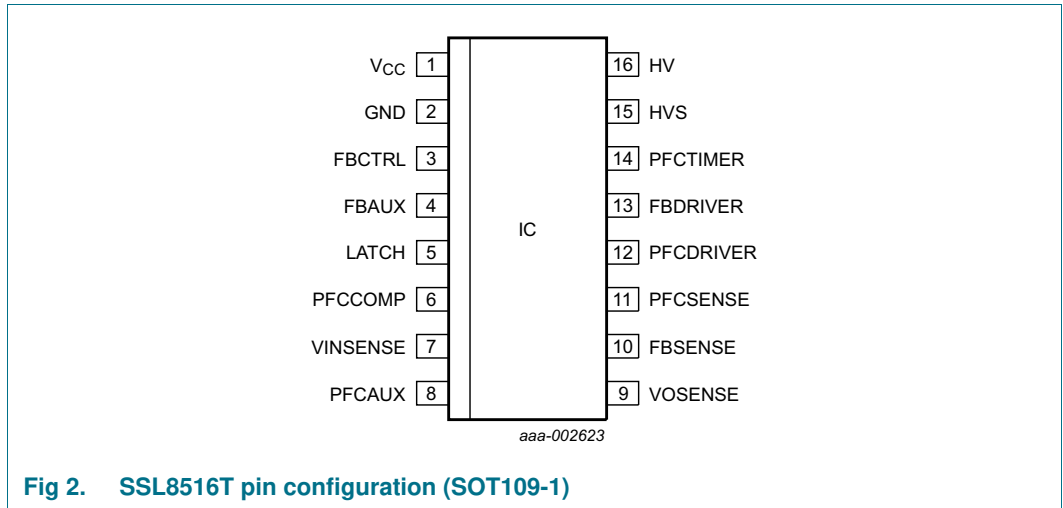 VCC 1
GND 2
FBCTRL 3
FBAUX 4
LATCH 5
PFCCOMP 6
VINSENSE 7
PFCAUX 8
IC
16 HV
15 HVS
14 PFCTIMER
13 FBDRIVER
12 PFCDRIVER
11 PFCSENSE
10 FBSENSE
9 VOSENSE
aaa-002623
Fig 2. SSL8516T pin configuration (SOT109-1)